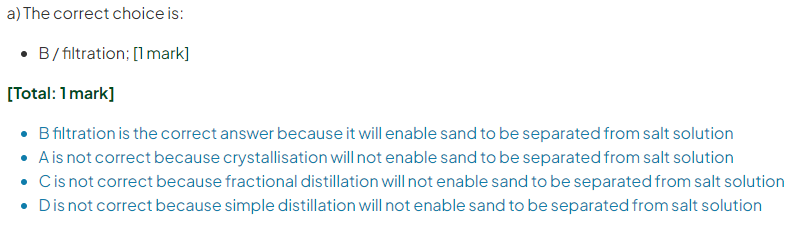 a) The correct choice is:
• B / filtration; [1 mark]
[Total: 1 mark]
• B filtration is the correct answer because it will enable sand to be separated from salt solution
• A is not correct because crystallisation will not enable sand to be separated from salt solution
• C is not correct because fractional distillation will not enable sand to be separated from salt solution
• D is not correct because simple distillation will not enable sand to be separated from salt solution